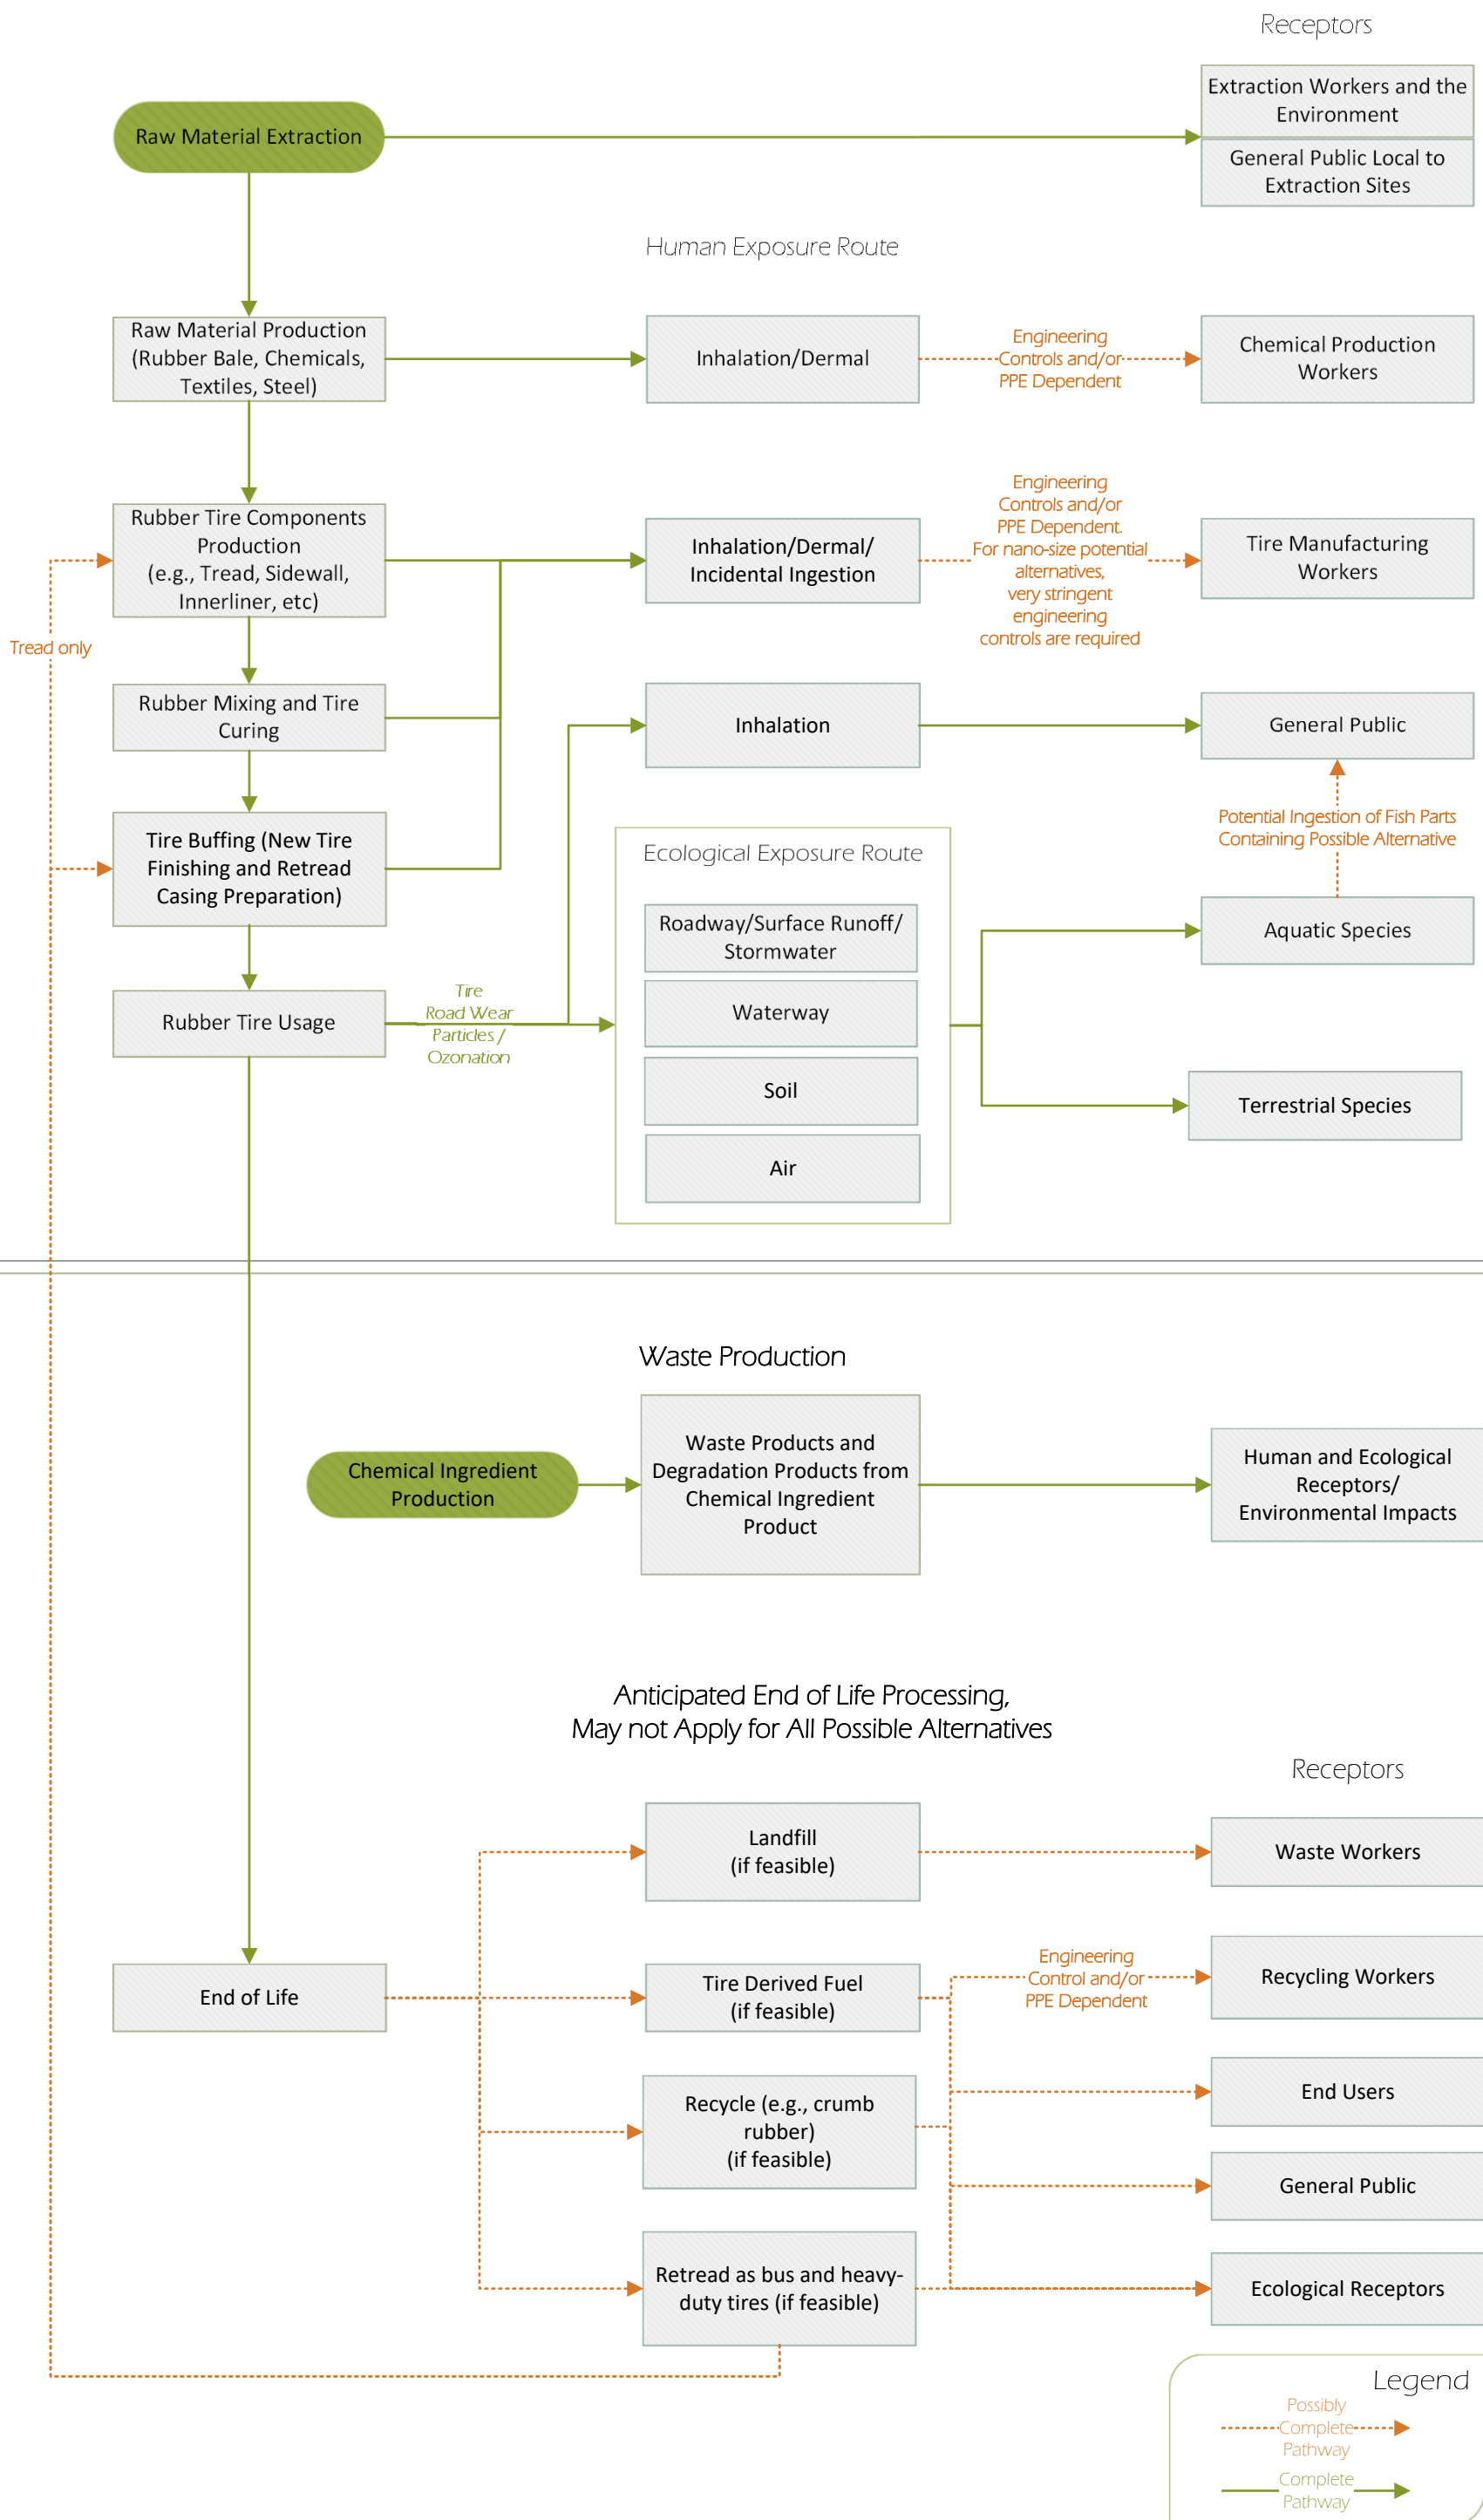 Receptors
Raw Material Extraction
Extraction Workers and the
Environment
General Public Local to
Extraction Sites
Human Exposure Route
Raw Material Production
(Rubber Bale, Chemicals,
Textiles, Steel)
Inhalation/Dermal
Engineering
Controls and/or
PPE Dependent
Chemical Production
Workers
Rubber Tire Components
Production
(e.g., Tread, Sidewall,
Innerliner, etc)
Inhalation/Dermal/
Incidental Ingestion
Engineering
Controls and/or
PPE Dependent.
For nano-size potential
alternatives,
very stringent
engineering
controls are required
Tire Manufacturing
Workers
Tread only
Rubber Mixing and Tire
Curing
Inhalation
General Public
Potential Ingestion of Fish Parts
Containing Possible Alternative
Tire Buffing (New Tire
Finishing and Retread
Casing Preparation)
Ecological Exposure Route
Roadway/Surface Runoff/
Stormwater
Aquatic Species
Rubber Tire Usage
Tire
Road Wear
Particles /
Ozonation
Waterway
Soil
Terrestrial Species
Air
Waste Production
Chemical Ingredient
Production
Waste Products and
Degradation Products from
Chemical Ingredient
Product
Human and Ecological
Receptors/
Environmental Impacts
Anticipated End of Life Processing,
May not Apply for All Possible Alternatives
Receptors
Landfill
(if feasible)
Waste Workers
End of Life
Tire Derived Fuel
(if feasible)
Engineering
Control and/or
PPE Dependent
Recycling Workers
Recycle (e.g., crumb
rubber)
(if feasible)
End Users
General Public
Retread as bus and heavy-
duty tires (if feasible)
Ecological Receptors
Legend
Possibly
Complete
Pathway
Complete
Pathway